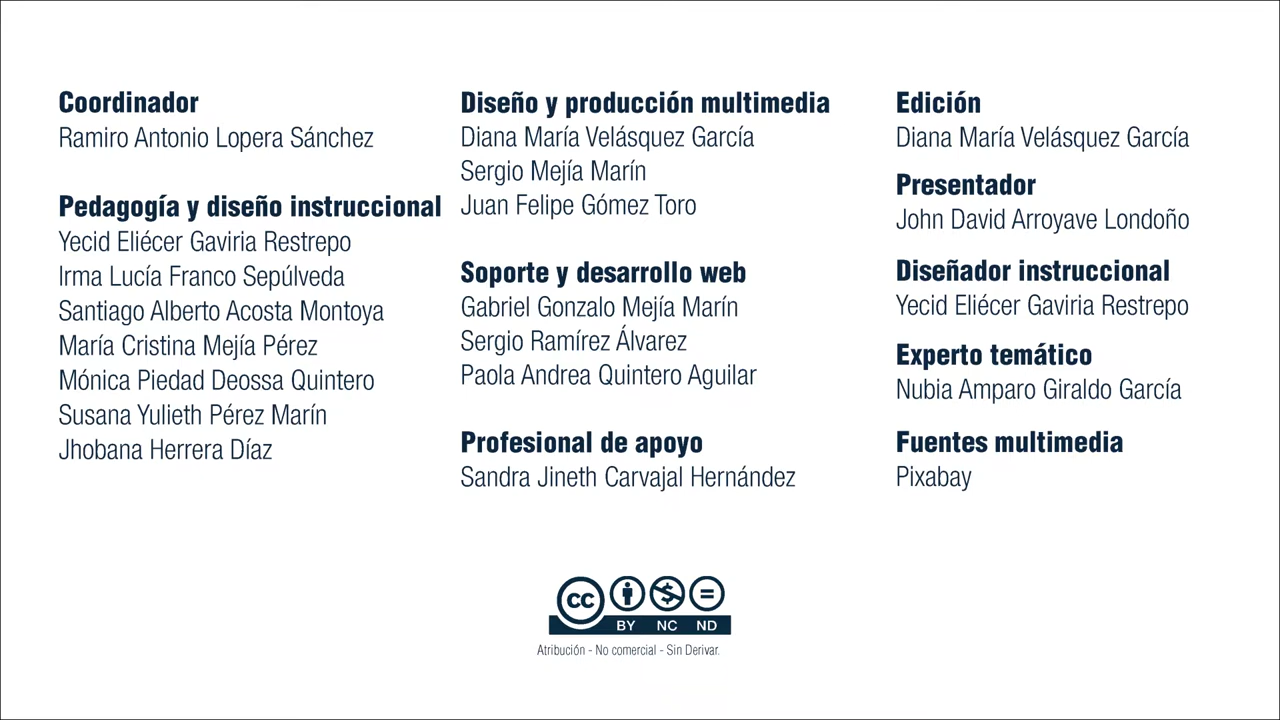 Coordinador
Ramiro Antonio Lopera Sánchez
Pedagogía y diseño instruccional
Yecid Eliécer Gaviria Restrepo
Irma Lucía Franco Sepúlveda
Santiago Alberto Acosta Montoya
María Cristina Mejía Pérez
Mónica Piedad Deossa Quintero
Susana Yulieth Pérez Marín
Jhobana Herrera Díaz
Diseño y producción multimedia
Diana María Velásquez García
Sergio Mejía Marín
Juan Felipe Gómez Toro
Soporte y desarrollo web
Gabriel Gonzalo Mejía Marín
Sergio Ramírez Álvarez
Paola Andrea Quintero Aguilar
Profesional de apoyo
Sandra Jineth Carvajal Hernández
Edición
Diana María Velásquez García
Presentador
John David Arroyave Londoño
Diseñador instruccional
Yecid Eliécer Gaviria Restrepo
Experto temático
Nubia Amparo Giraldo García
Fuentes multimedia
Pixabay
CC
BY NC ND
Atribución - No comercial - Sin Derivar.